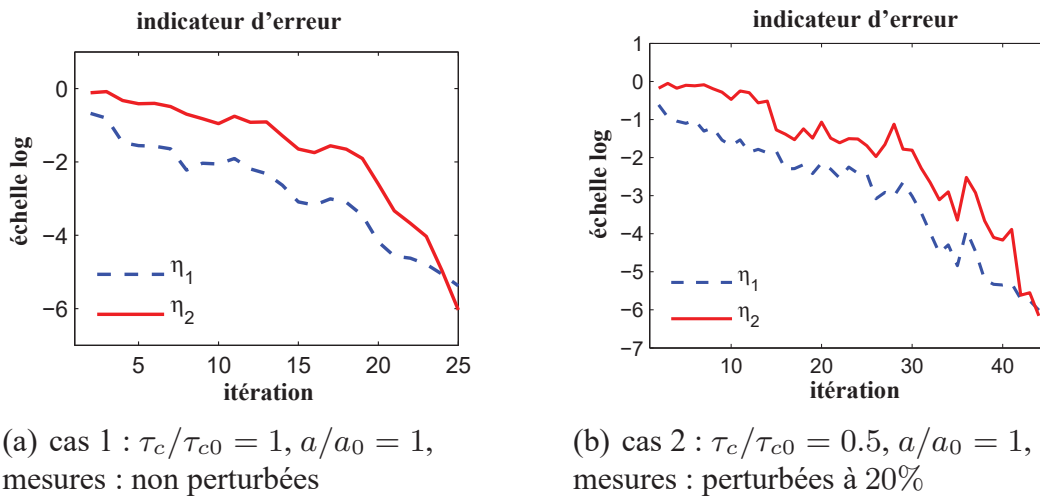 indicateur d'erreur
0
−2
−4
−6
échelle log
η1
η2
5
10
15
20
25
itération
(a) cas 1 : τc/τc0 = 1, a/a0 = 1,
mesures : non perturbées
indicateur d'erreur
1
0
−1
−2
−3
−4
−5
−6
−7
échelle log
η1
η2
10
20
30
40
itération
(b) cas 2 : τc/τc0 = 0.5, a/a0 = 1,
mesures : perturbées à 20%